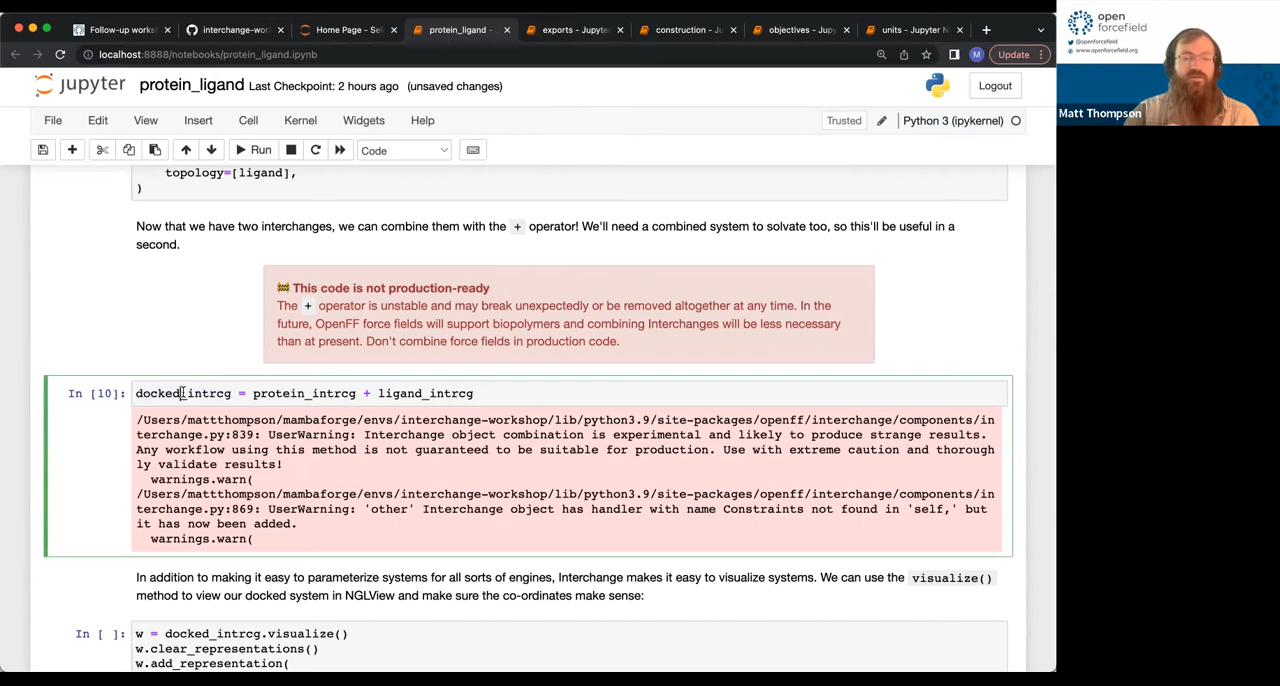 Follow-up worksh
interchange-wor
Home Page - Sel
protein_ligand -
exports - Jupyter
construction - Ju
objectives - Jupy
units - Jupyter N
localhost:8888/notebooks/protein_ligand.ipynb
M
Update
jupyter
protein_ligand Last Checkpoint: 2 hours ago (unsaved changes)
Logout
File Edit View Insert Cell Kernel Widgets Help
Trusted
Python 3 (ipykernel)
Run
Code
topology=[ligand],
)
Now that we have two interchanges, we can combine them with the + operator! We'll need a combined system to solvate too, so this'll be useful in a
second.
🚧 This code is not production-ready
The + operator is unstable and may break unexpectedly or be removed altogether at any time. In the
future, OpenFF force fields will support biopolymers and combining Interchanges will be less necessary
than at present. Don't combine force fields in production code.
In [10]: docked_intrcg = protein_intrcg + ligand_intrcg
/Users/mattthompson/mambaforge/envs/interchange-workshop/lib/python3.9/site-packages/openff/interchange/components/in
terchange.py:839: UserWarning: Interchange object combination is experimental and likely to produce strange results.
Any workflow using this method is not guaranteed to be suitable for production. Use with extreme caution and thorough
ly validate results!
warnings.warn(
/Users/mattthompson/mambaforge/envs/interchange-workshop/lib/python3.9/site-packages/openff/interchange/components/in
terchange.py:869: UserWarning: 'other' Interchange object has handler with name Constraints not found in 'self,' but
it has now been added.
warnings.warn(
In addition to making it easy to parameterize systems for all sorts of engines, Interchange makes it easy to visualize systems. We can use the visualize()
method to view our docked system in NGLView and make sure the co-ordinates make sense:
In [ ]: w = docked_intrcg.visualize()
w.clear_representations()
w.add_representation(
open
forcefield
@openforcefield
www.openforcefield.org
Matt Thompson